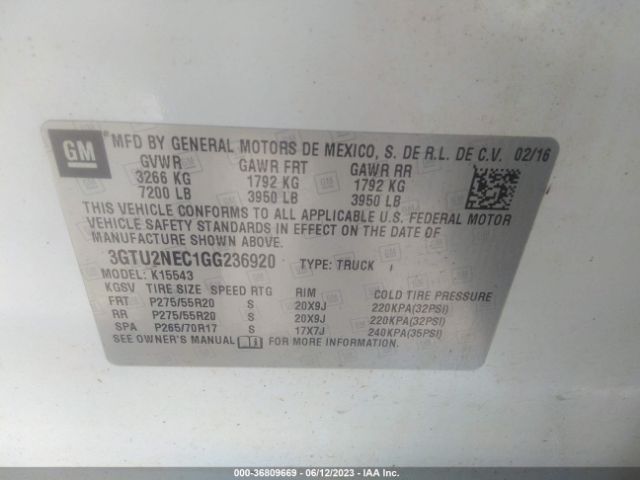 GM
MFD BY GENERAL MOTORS DE MEXICO, S. DE R.L. DE C.V. 02/16
GVWR GAWR FRT GAWR RR
3266 KG 1792 KG 1792 KG
7200 LB 3950 LB 3950 LB
THIS VEHICLE CONFORMS TO ALL APPLICABLE U.S. FEDERAL MOTOR
VEHICLE SAFETY STANDARDS IN EFFECT ON THE DATE OF
MANUFACTURE SHOWN ABOVE.
3GTU2NEC1GG236920 TYPE: TRUCK
MODEL: K15543
KGSV TIRE SIZE SPEED RTG RIM COLD TIRE PRESSURE
FRT P275/55R20 S 20X9J 220KPA(32PSI)
RR P275/55R20 S 20X9J 220KPA(32PSI)
SPA P265/70R17 S 17X7J 240KPA(35PSI)
SEE OWNER'S MANUAL FOR MORE INFORMATION.
000-36809669 - 06/12/2023 - IAA Inc.